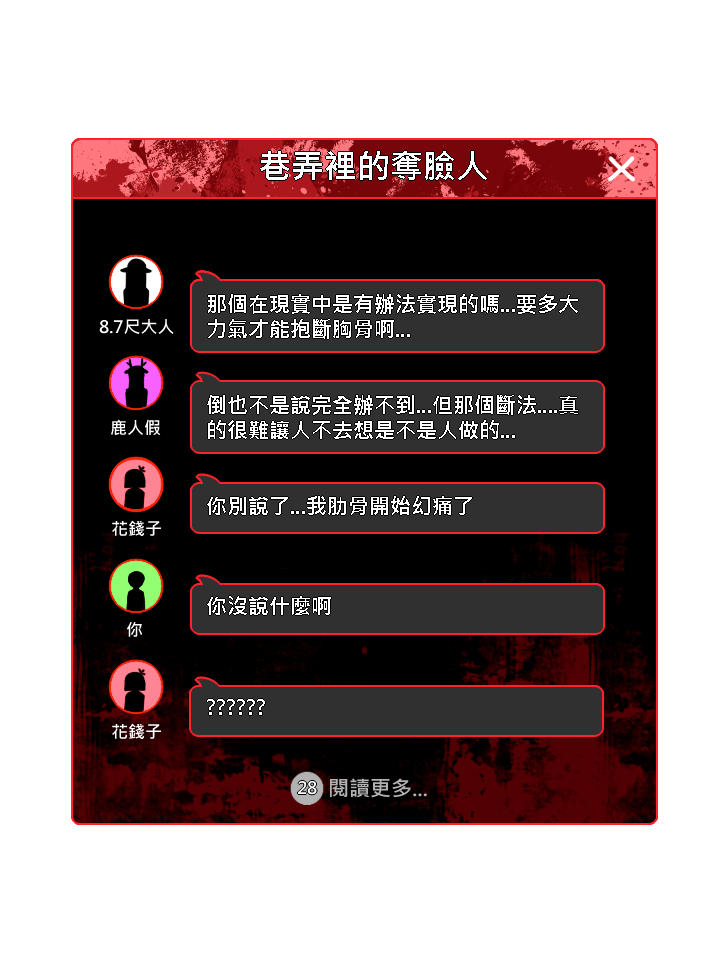 巷弄裡的奪臉人
那個在現實中是有辦法實現的嗎...要多大
力氣才能抱斷胸骨啊...
8.7尺大人
倒也不是說完全辦不到...但那個斷法....真
的很難讓人不去想是不是人做的...
鹿人假
你別說了...我肋骨開始幻痛了
花錢子
你沒說什麼啊
你
??????
花錢子
28 閱讀更多...